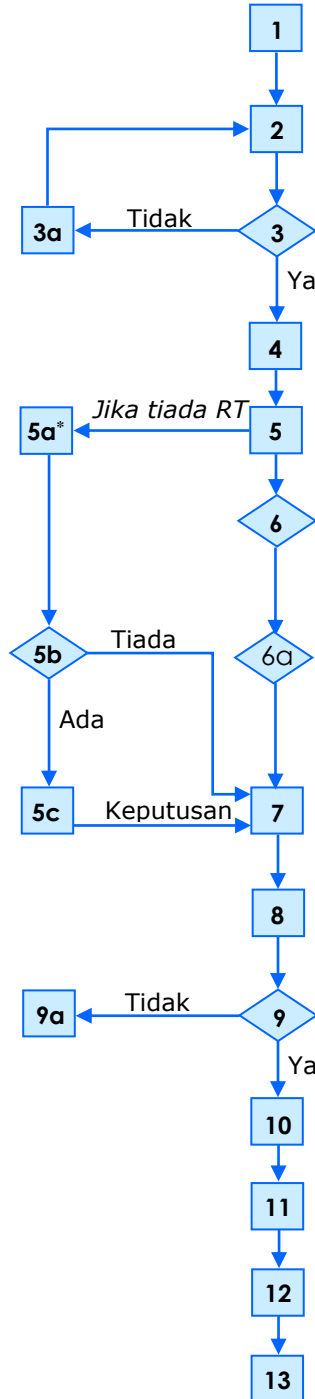 1
2
3a
Tidak
3
Ya
4
5a*
Jika tiada RT
5
6
5b
Tiada
6a
Ada
5c
Keputusan
7
8
9a
Tidak
9
Ya
10
11
12
13